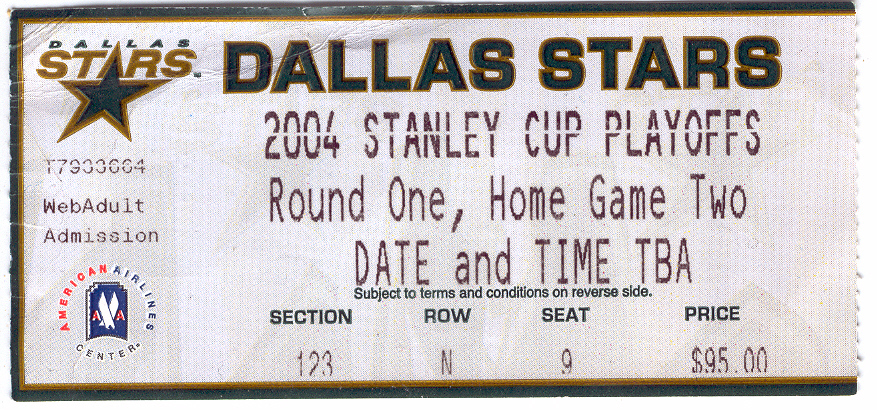 DALLAS
STARS
DALLAS STARS
2004 STANLEY CUP PLAYOFFS
T7933664
Round One, Home Game Two
WebAdult
Admission
DATE and TIME TBA
Subject to terms and conditions on reverse side.
AMERICAN AIRLINES
AA
CENTER
SECTION ROW SEAT PRICE
123 N 9 $95.00